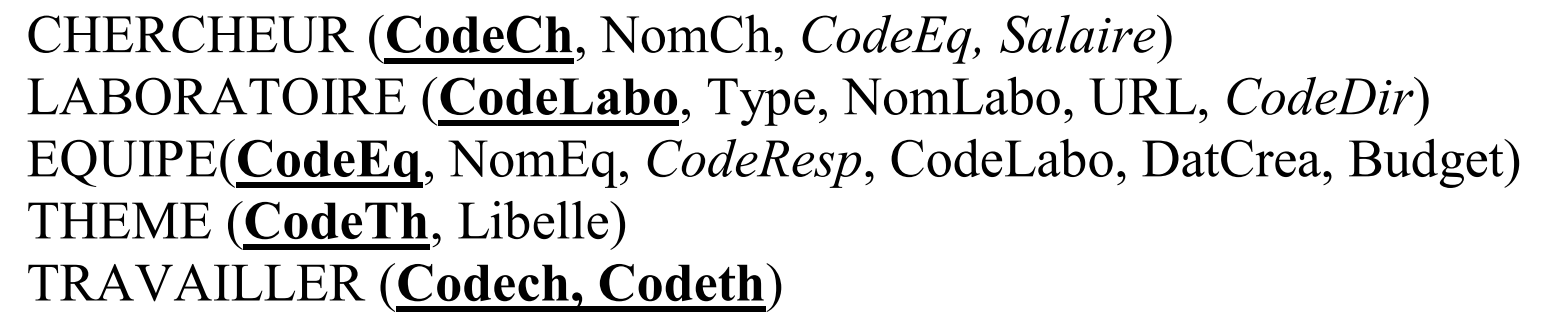 CHERCHEUR (CodeCh, NomCh, CodeEq, Salaire)
LABORATOIRE (CodeLabo, Type, NomLabo, URL, CodeDir)
EQUIPE(CodeEq, NomEq, CodeResp, CodeLabo, DatCrea, Budget)
THEME (CodeTh, Libelle)
TRAVAILLER (Codech, Codeth)